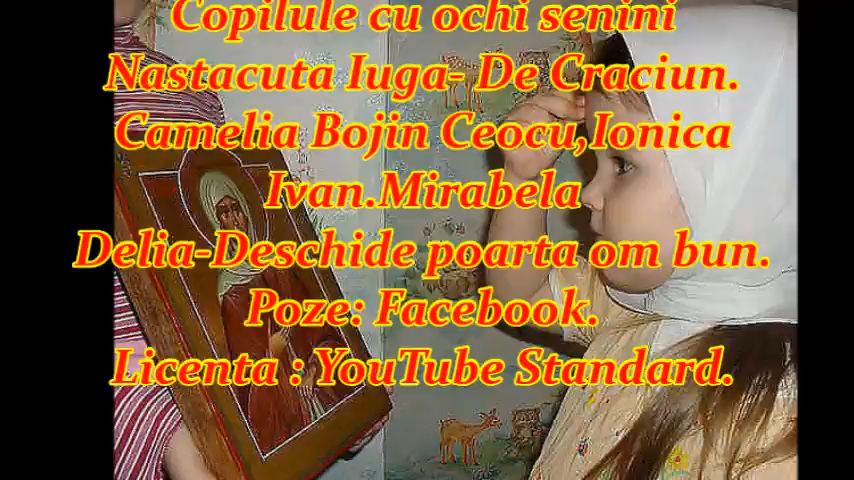 Copilule cu ochi senini
Nastacuta Iuga- De Craciun.
Camelia Bojin Ceocu,Ionica
Ivan.Mirabela
Delia-Deschide poarta om bun.
Poze: Facebook.
Licenta : YouTube Standard.